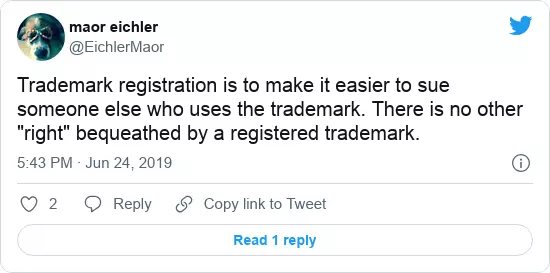 maor eichler
@EichlerMaor
Trademark registration is to make it easier to sue
someone else who uses the trademark. There is no other
"right" bequeathed by a registered trademark.
5:43 PM · Jun 24, 2019
2 Reply Copy link to Tweet
Read 1 reply